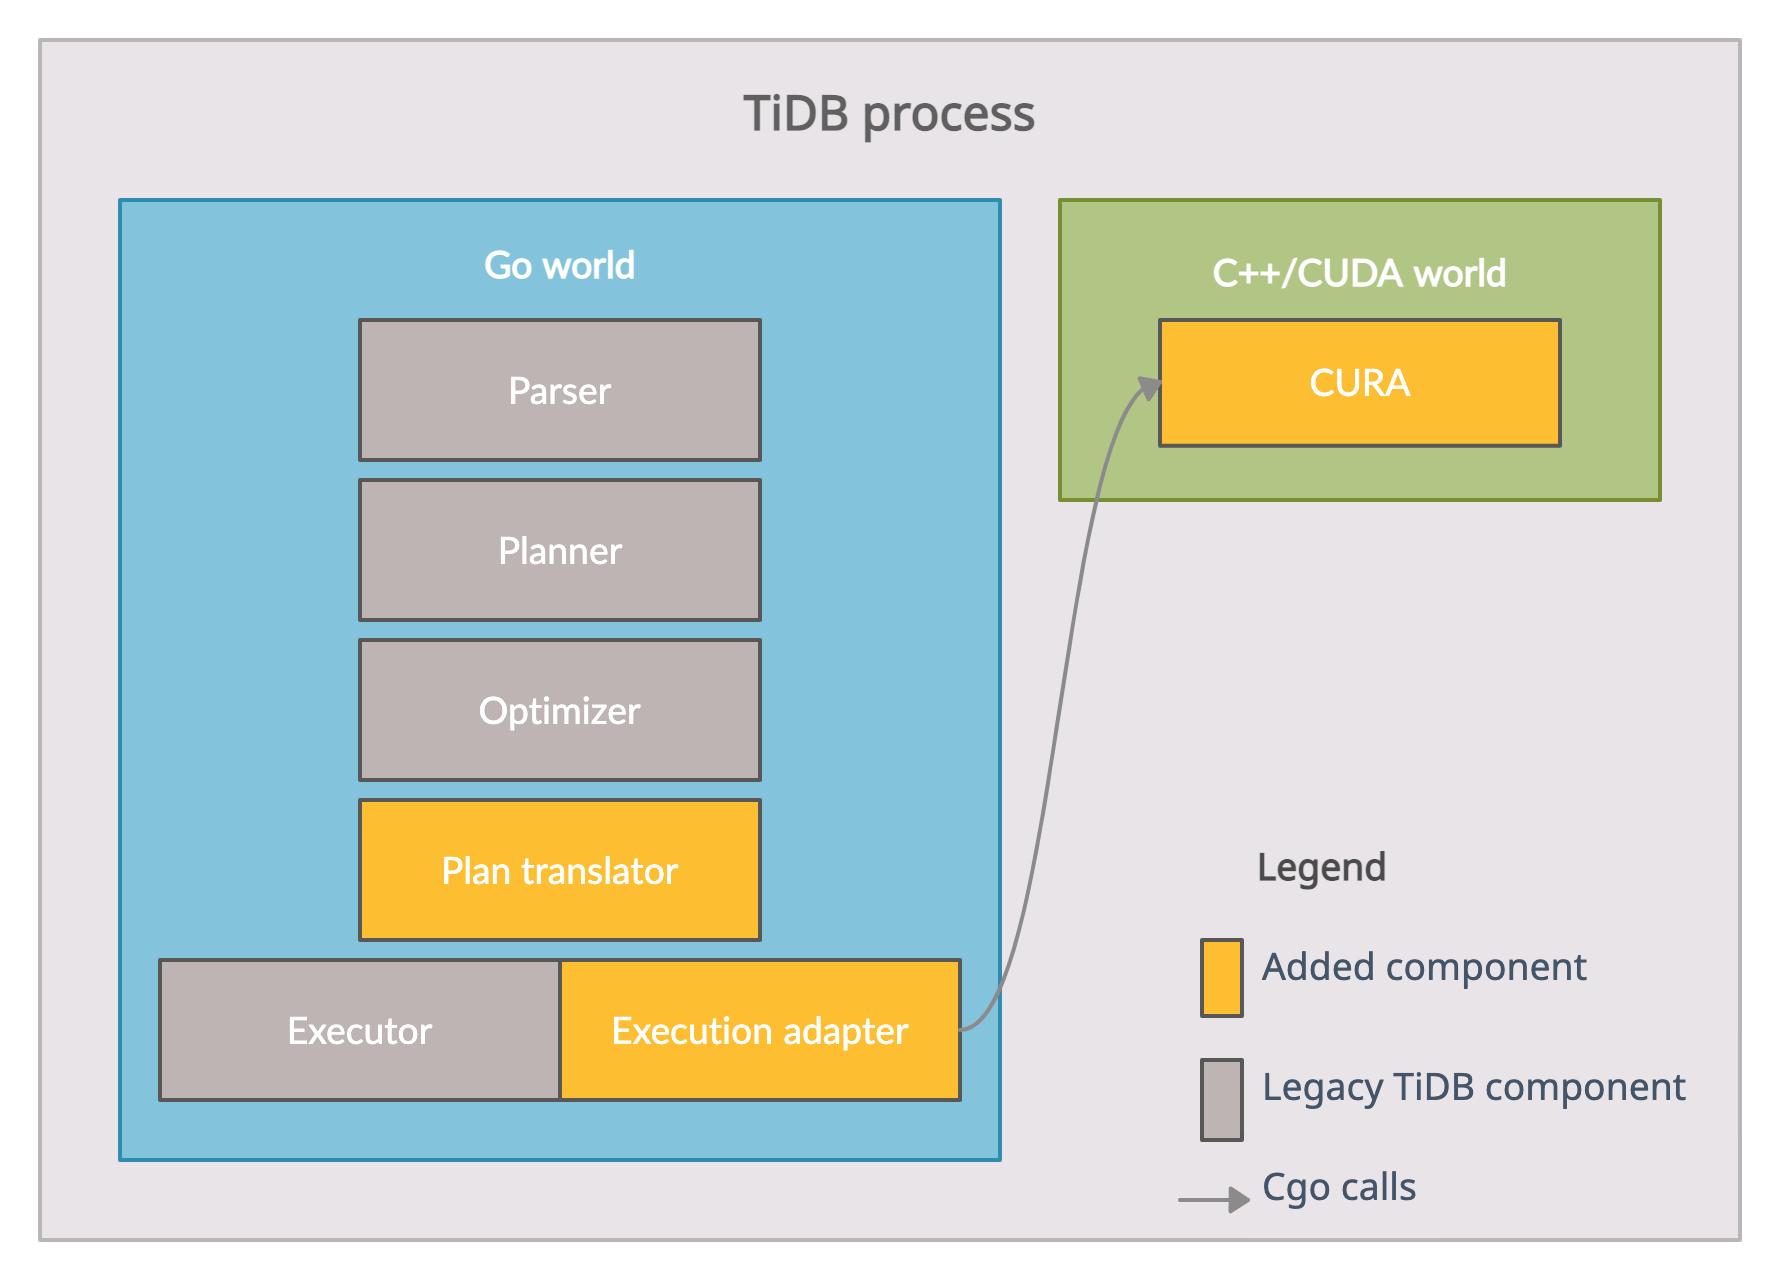 TiDB process
Go world
Parser
Planner
Optimizer
Plan translator
Executor
Execution adapter
C++/CUDA world
CURA
Legend
Added component
Legacy TiDB component
Cgo calls